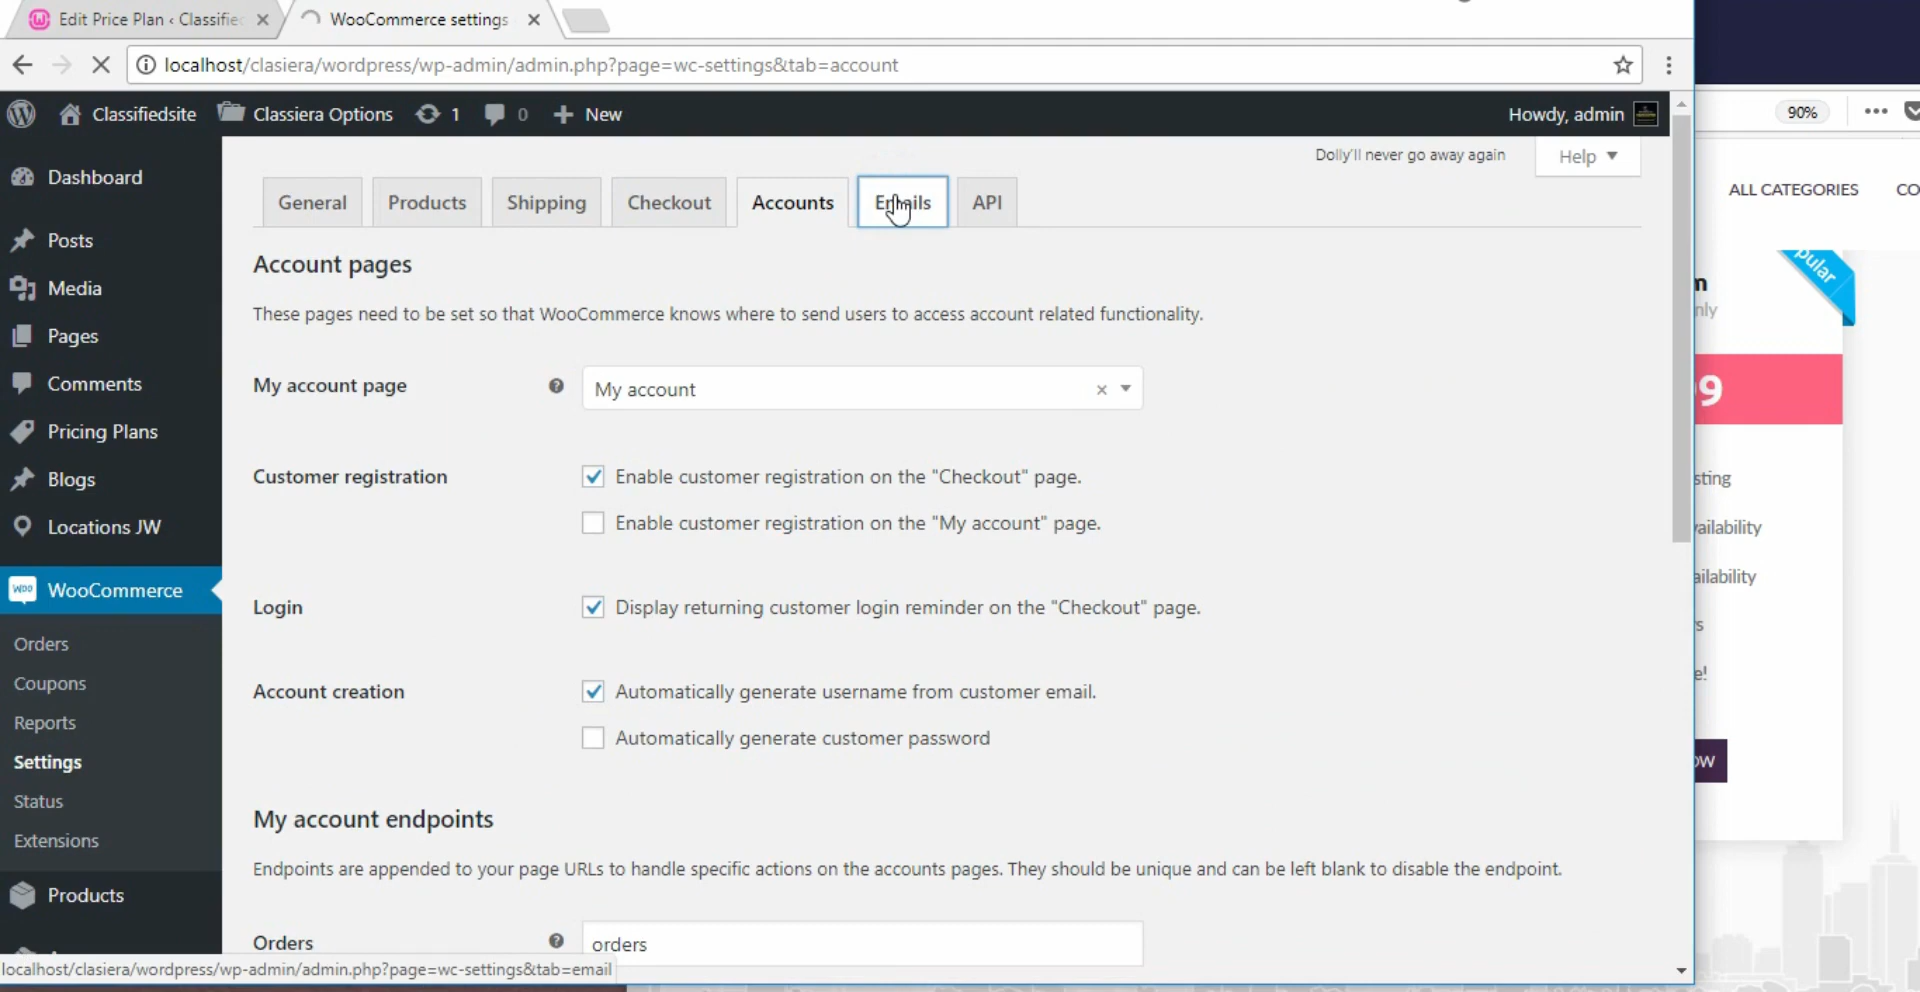 Edit Price Plan ‹ Classifie
WooCommerce settings
localhost/clasiera/wordpress/wp-admin/admin.php?page=wc-settings&tab=account
Classifiedsite
Classiera Options
1
0
New
Howdy, admin
90%
Dolly'll never go away again
Help
ALL CATEGORIES
CO
Dashboard
Posts
Media
Pages
Comments
Pricing Plans
Blogs
Locations JW
WooCommerce
Orders
Coupons
Reports
Settings
Status
Extensions
Products
General
Products
Shipping
Checkout
Accounts
Emails
API
Account pages
These pages need to be set so that WooCommerce knows where to send users to access account related functionality.
My account page
My account
Customer registration
Enable customer registration on the "Checkout" page.
Enable customer registration on the "My account" page.
Login
Display returning customer login reminder on the "Checkout" page.
Account creation
Automatically generate username from customer email.
Automatically generate customer password
My account endpoints
Endpoints are appended to your page URLs to handle specific actions on the accounts pages. They should be unique and can be left blank to disable the endpoint.
Orders
orders
localhost/clasiera/wordpress/wp-admin/admin.php?page=wc-settings&tab=email
pular
nly
9
sting
ailability
ailability
s
e!
OW